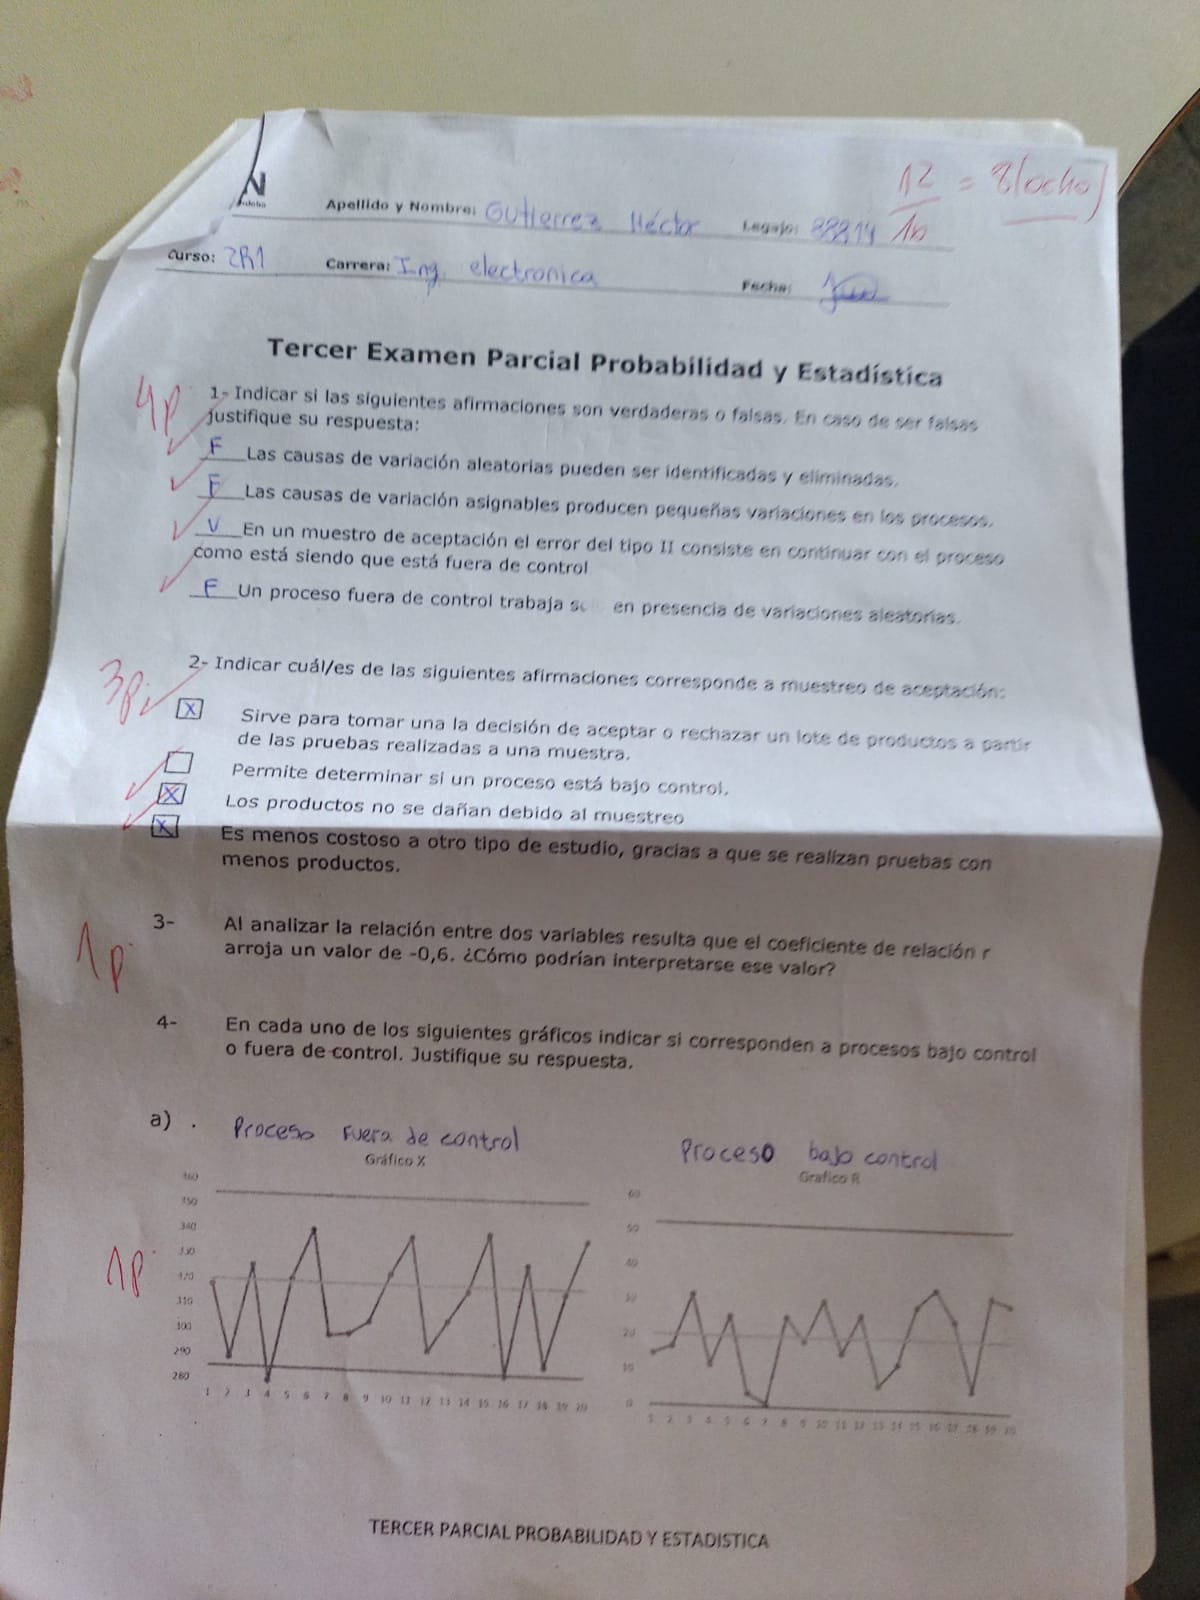 12/16 = 8(ocho)
Apellido y Nombre: Gutierrez Héctor Legajo:
Curso: 2R1 Carrera: Ing. electronica Fecha:
Tercer Examen Parcial Probabilidad y Estadística
4p.
1- Indicar si las siguientes afirmaciones son verdaderas o falsas. En caso de ser falsas
justifique su respuesta:
F Las causas de variación aleatorias pueden ser identificadas y eliminadas.
F Las causas de variación asignables producen pequeñas variaciones en los procesos.
V En un muestro de aceptación el error del tipo II consiste en continuar con el proceso
como está siendo que está fuera de control
F Un proceso fuera de control trabaja en presencia de variaciones aleatorias.
3p.
2- Indicar cuál/es de las siguientes afirmaciones corresponde a muestreo de aceptación:
X Sirve para tomar una la decisión de aceptar o rechazar un lote de productos a partir
de las pruebas realizadas a una muestra.
Permite determinar si un proceso está bajo control.
X Los productos no se dañan debido al muestreo
X Es menos costoso a otro tipo de estudio, gracias a que se realizan pruebas con
menos productos.
1p.
3- Al analizar la relación entre dos variables resulta que el coeficiente de relación r
arroja un valor de -0,6. ¿Cómo podrían interpretarse ese valor?
4- En cada uno de los siguientes gráficos indicar si corresponden a procesos bajo control
o fuera de control. Justifique su respuesta.
a) . Proceso Fuera de control
Gráfico X
360
350
340
330
320
310
300
290
280
1 2 3 4 5 6 7 8 9 10 11 12 13 14 15 16 17 18 19 20
1p.
Proceso bajo control
Grafico R
60
50
40
30
20
10
0
1 2 3 4 5 6 7 8 9 10 11 12 13 14 15 16 17 18 19 20
TERCER PARCIAL PROBABILIDAD Y ESTADISTICA